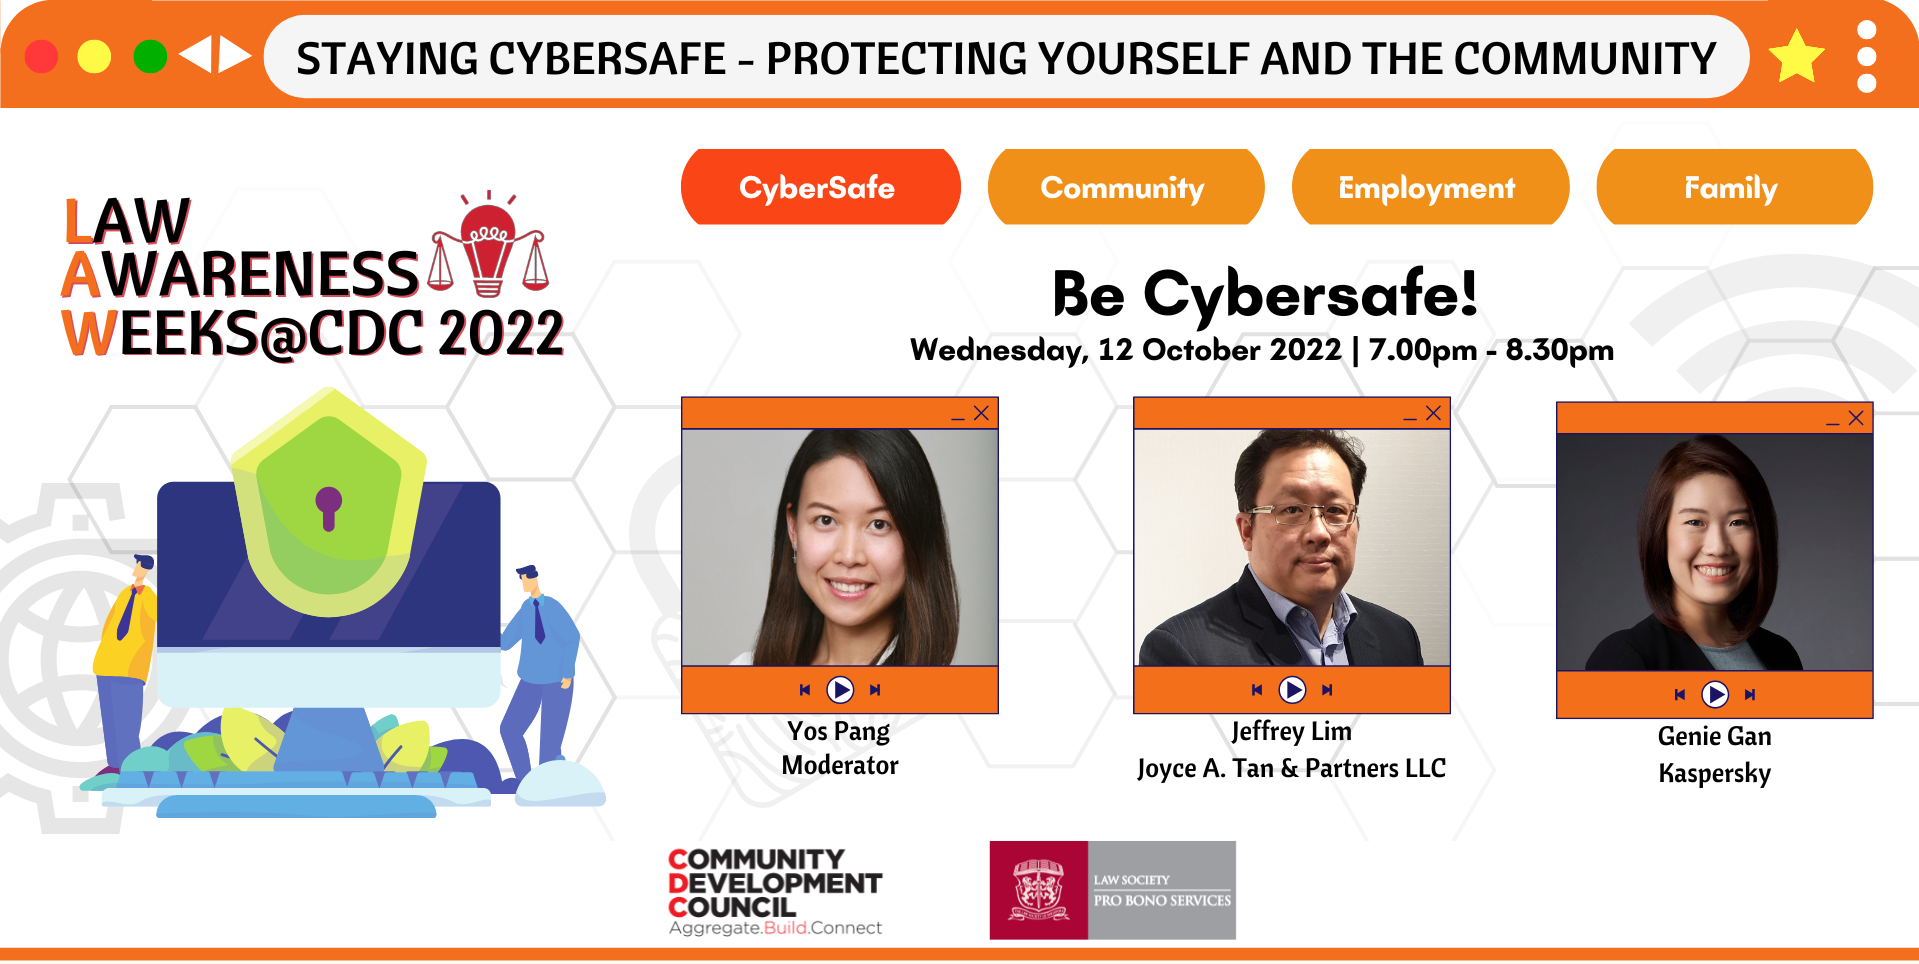 STAYING CYBERSAFE - PROTECTING YOURSELF AND THE COMMUNITY
CyberSafe
Community
Employment
Family
LAW
AWARENESS
WEEKS@CDC 2022
Be Cybersafe!
Wednesday, 12 October 2022 | 7.00pm - 8.30pm
Yos Pang
Moderator
Jeffrey Lim
Joyce A. Tan & Partners LLC
Genie Gan
Kaspersky
COMMUNITY
DEVELOPMENT
COUNCIL
Aggregate.Build.Connect
LAW SOCIETY
PRO BONO SERVICES